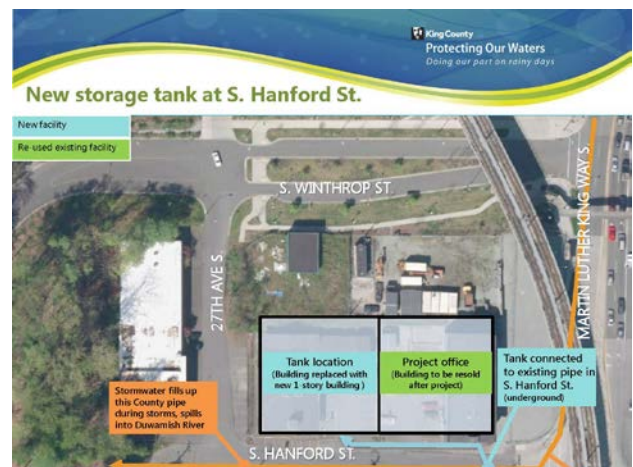 King County
Protecting Our Waters
Doing our part on rainy days
New storage tank at S. Hanford St.
New facility
Re-used existing facility
S. WINTHROP ST.
27TH AVE S.
MARTIN LUTHER KING WAY S.
Tank location
(Building replaced with
new 1-story building )
Project office
(Building to be resold
after project)
Tank connected
to existing pipe in
S. Hanford St.
(underground)
Stormwater fills up
this County pipe
during storms, spills
into Duwamish River
S. HANFORD ST.